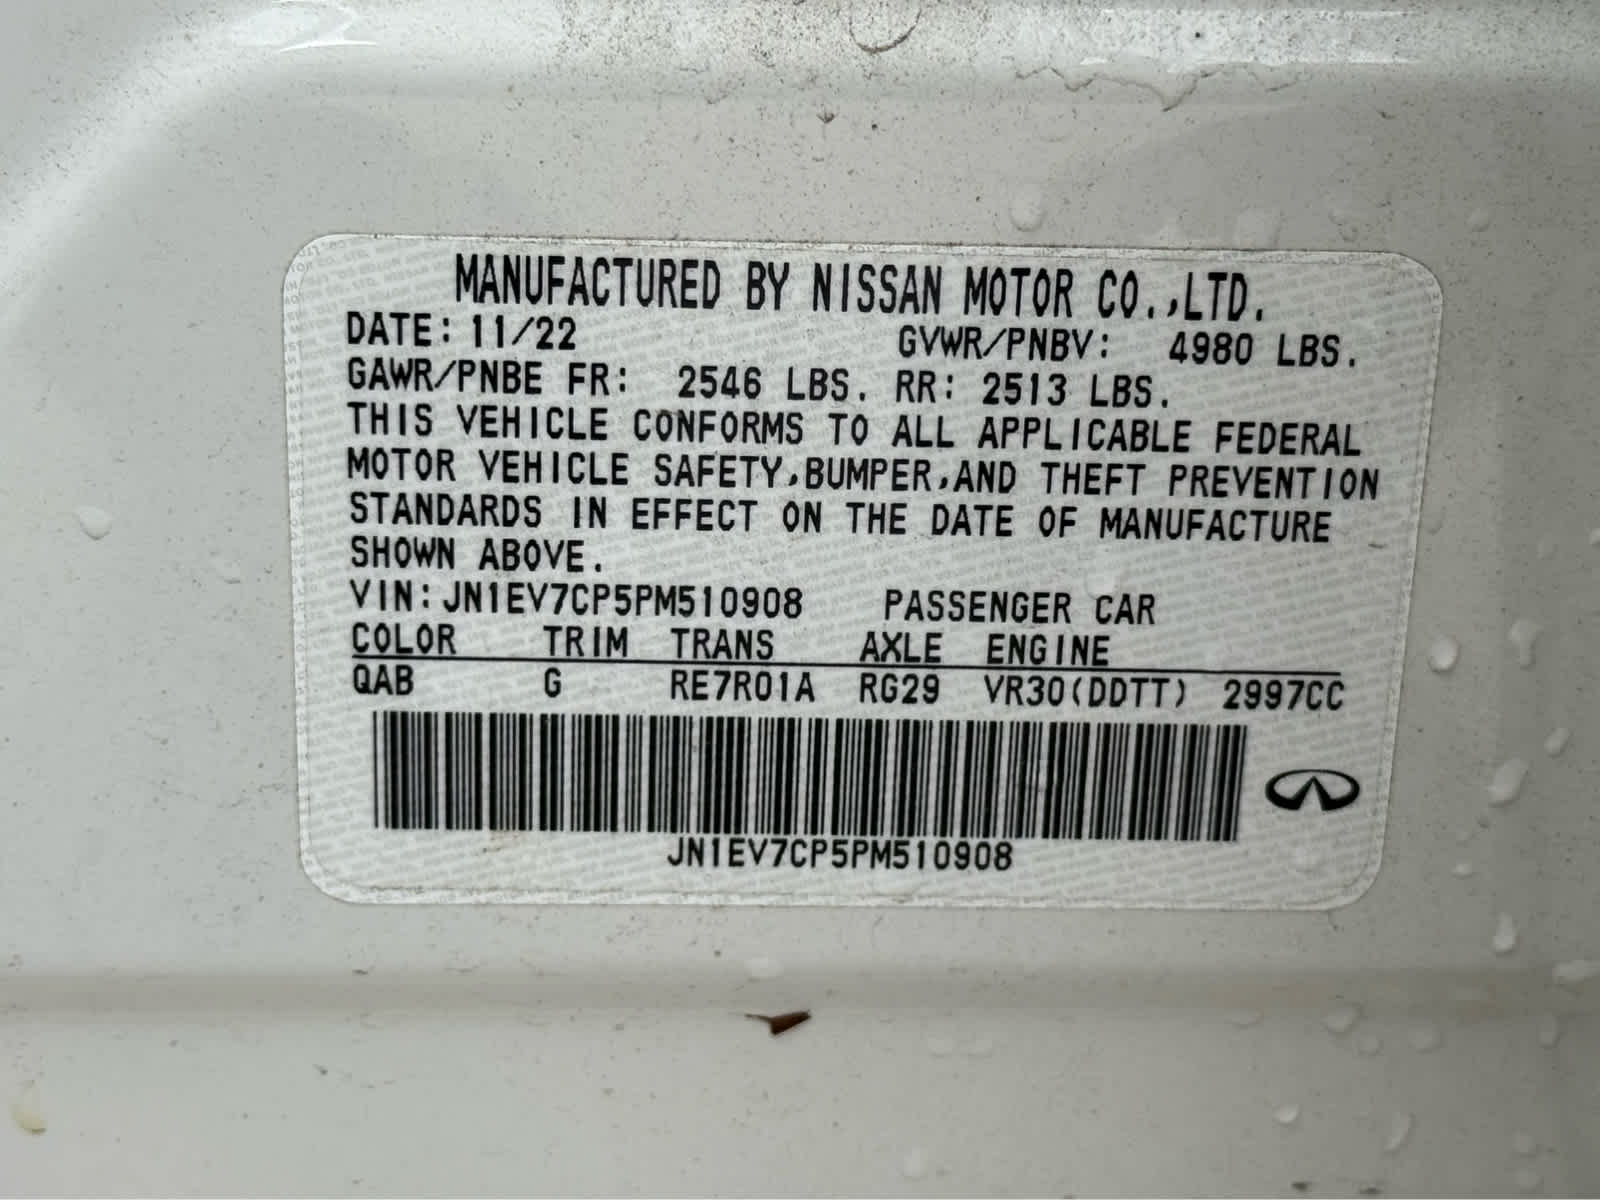 MANUFACTURED BY NISSAN MOTOR CO.,LTD.
DATE: 11/22 GVWR/PNBV: 4980 LBS.
GAWR/PNBE FR: 2546 LBS. RR: 2513 LBS.
THIS VEHICLE CONFORMS TO ALL APPLICABLE FEDERAL
MOTOR VEHICLE SAFETY,BUMPER,AND THEFT PREVENTION
STANDARDS IN EFFECT ON THE DATE OF MANUFACTURE
SHOWN ABOVE.
VIN: JN1EV7CP5PM510908 PASSENGER CAR
COLOR TRIM TRANS AXLE ENGINE
QAB G RE7R01A RG29 VR30(DDTT) 2997CC
JN1EV7CP5PM510908